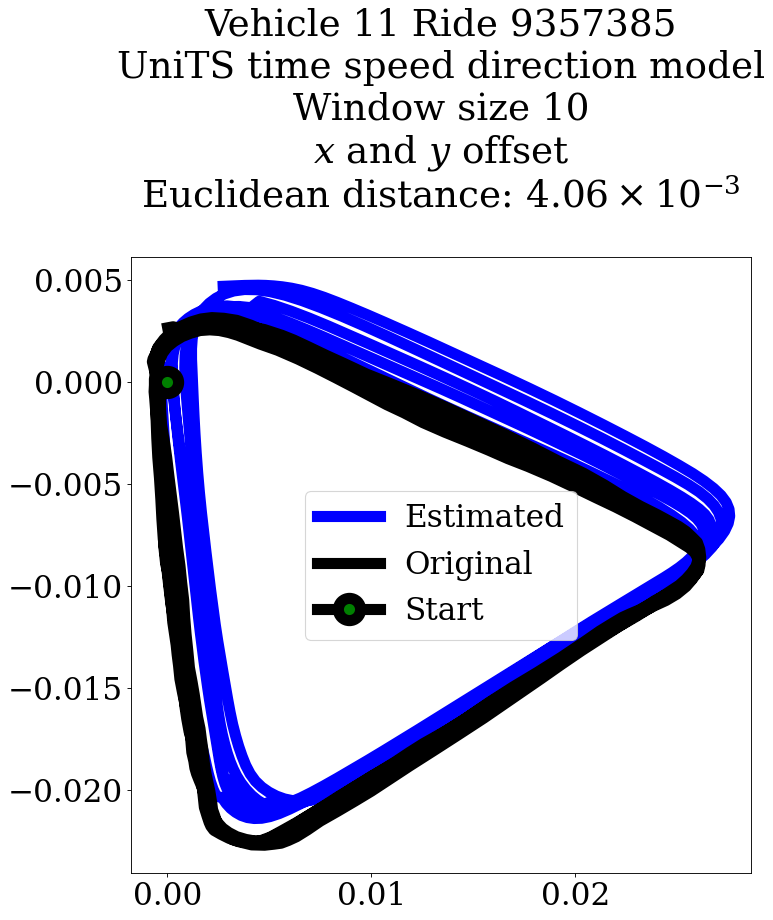 Vehicle 11 Ride 9357385
UniTS time speed direction model
Window size 10
x and y offset
Euclidean distance: 4.06 × 10⁻³
0.005
0.000
−0.005
−0.010
−0.015
−0.020
Estimated
Original
Start
0.00 0.01 0.02